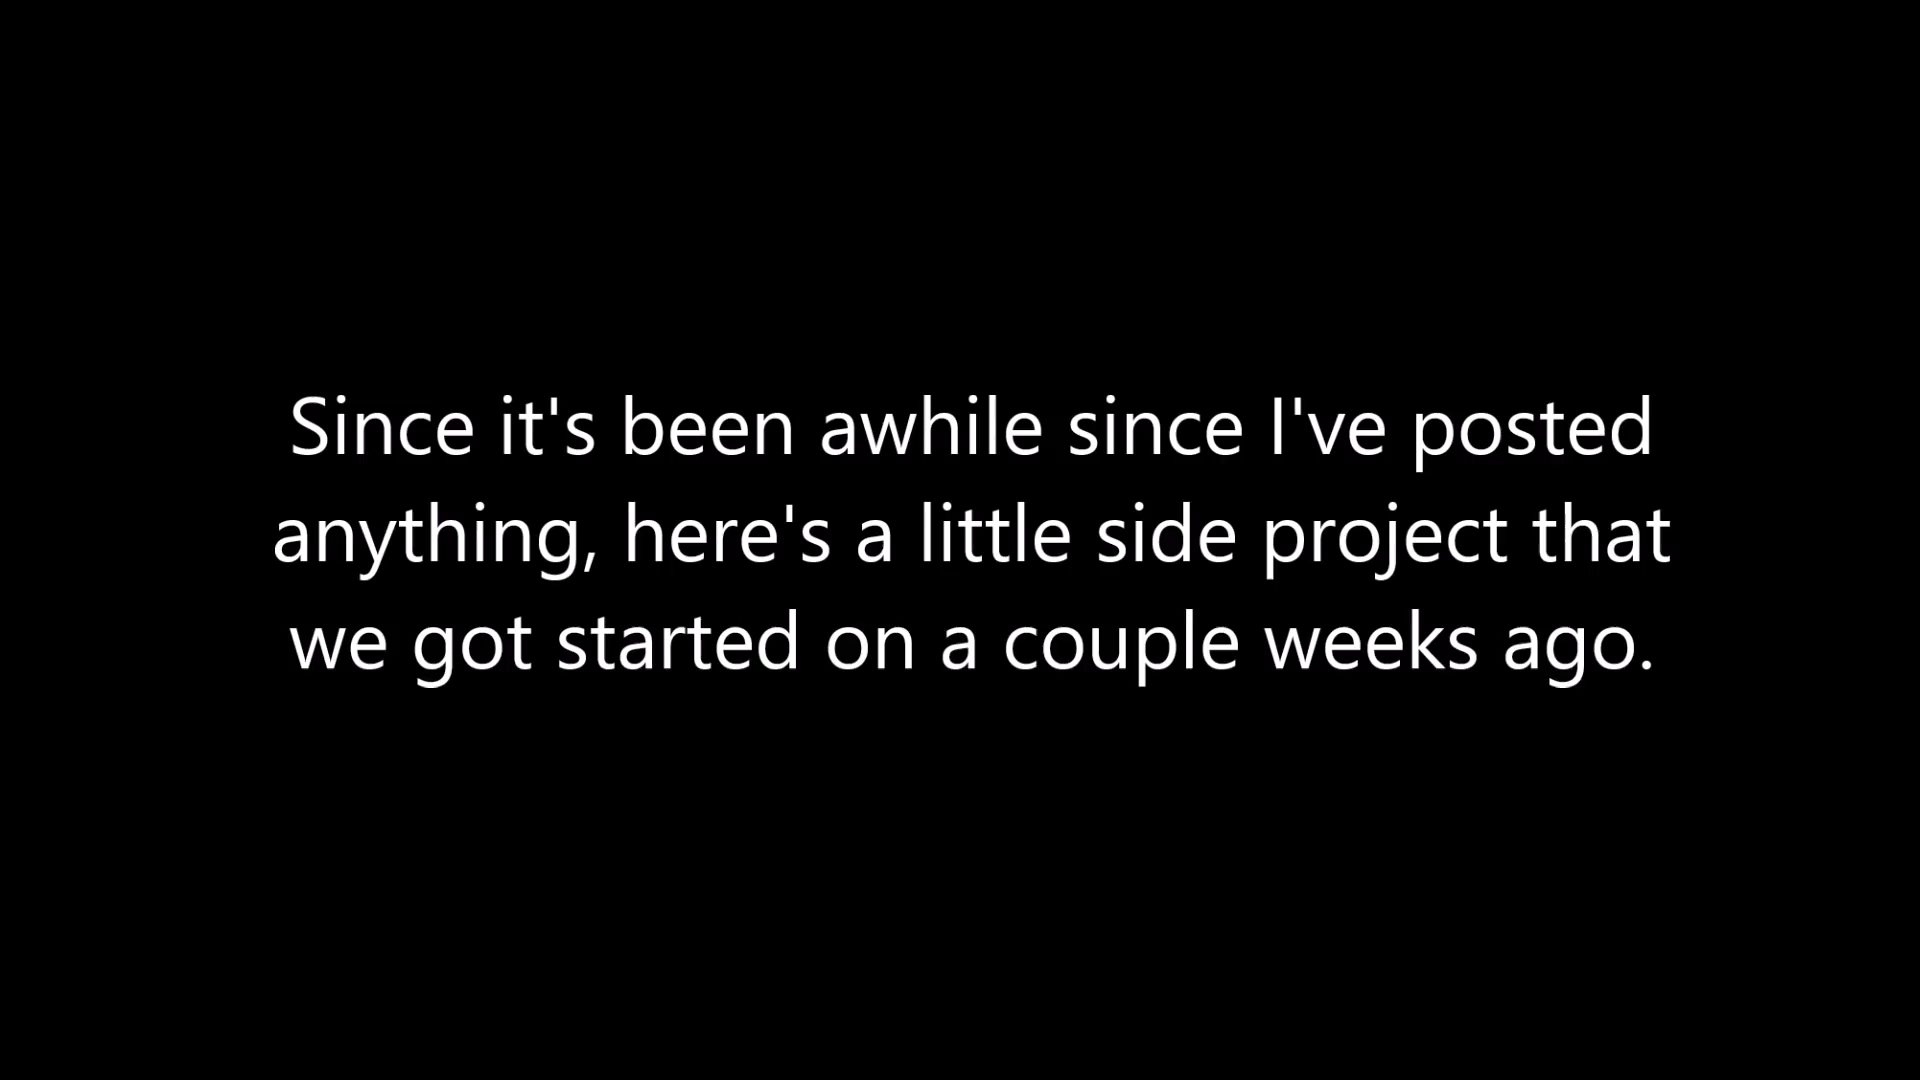 Since it's been awhile since I've posted
anything, here's a little side project that
we got started on a couple weeks ago.